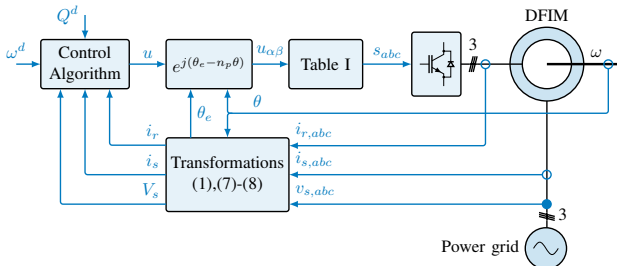 Q^d
DFIM
ω^d
Control
Algorithm
u
e^{j(θ_e−n_pθ)}
u_{αβ}
Table I
s_{abc}
3
ω
θ_e
θ
i_r
i_{r,abc}
i_s
Transformations
(1),(7)-(8)
i_{s,abc}
V_s
v_{s,abc}
3
Power grid